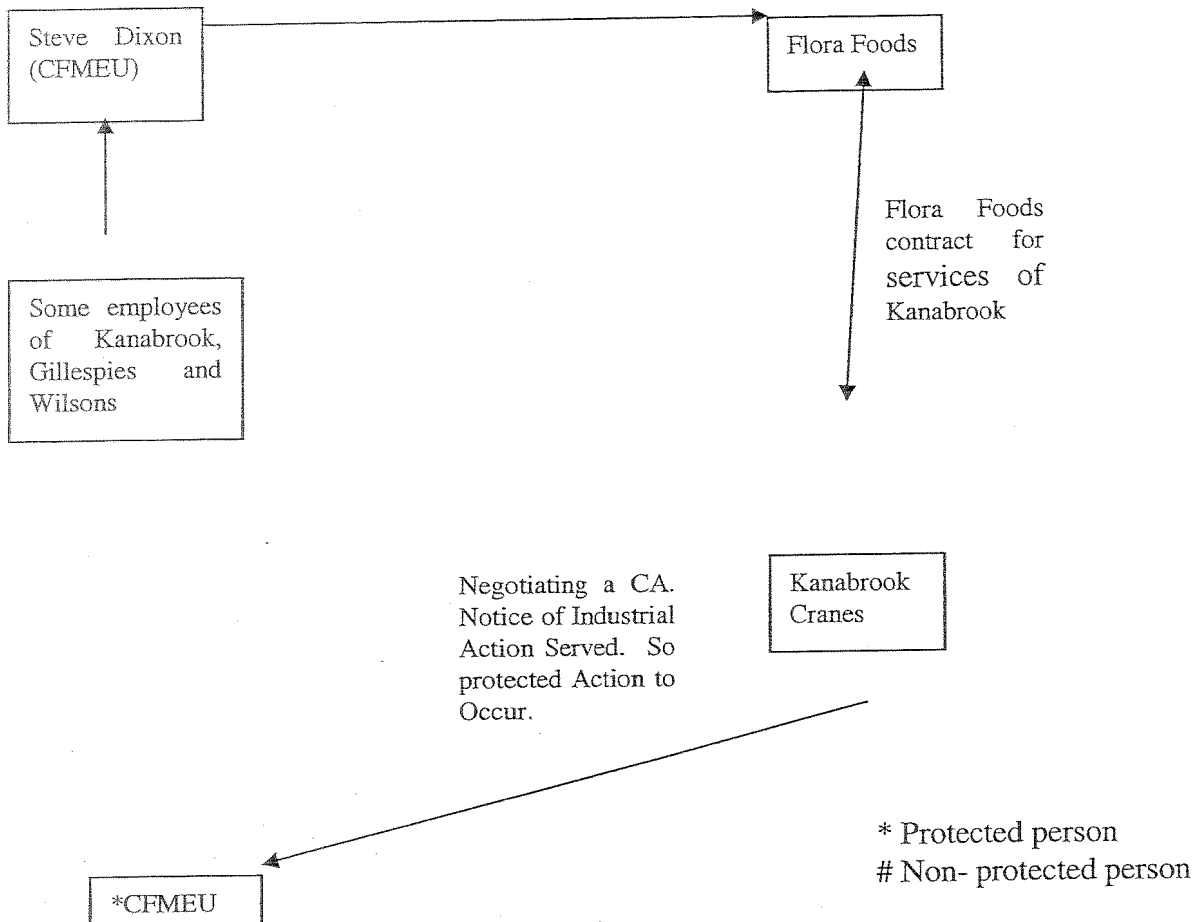 Steve Dixon
(CFMEU)
Flora Foods
Flora Foods
contract for
services of
Kanabrook
Some employees
of Kanabrook,
Gillespies and
Wilsons
Negotiating a CA.
Notice of Industrial
Action Served. So
protected Action to
Occur.
Kanabrook
Cranes
* Protected person
# Non- protected person
*CFMEU